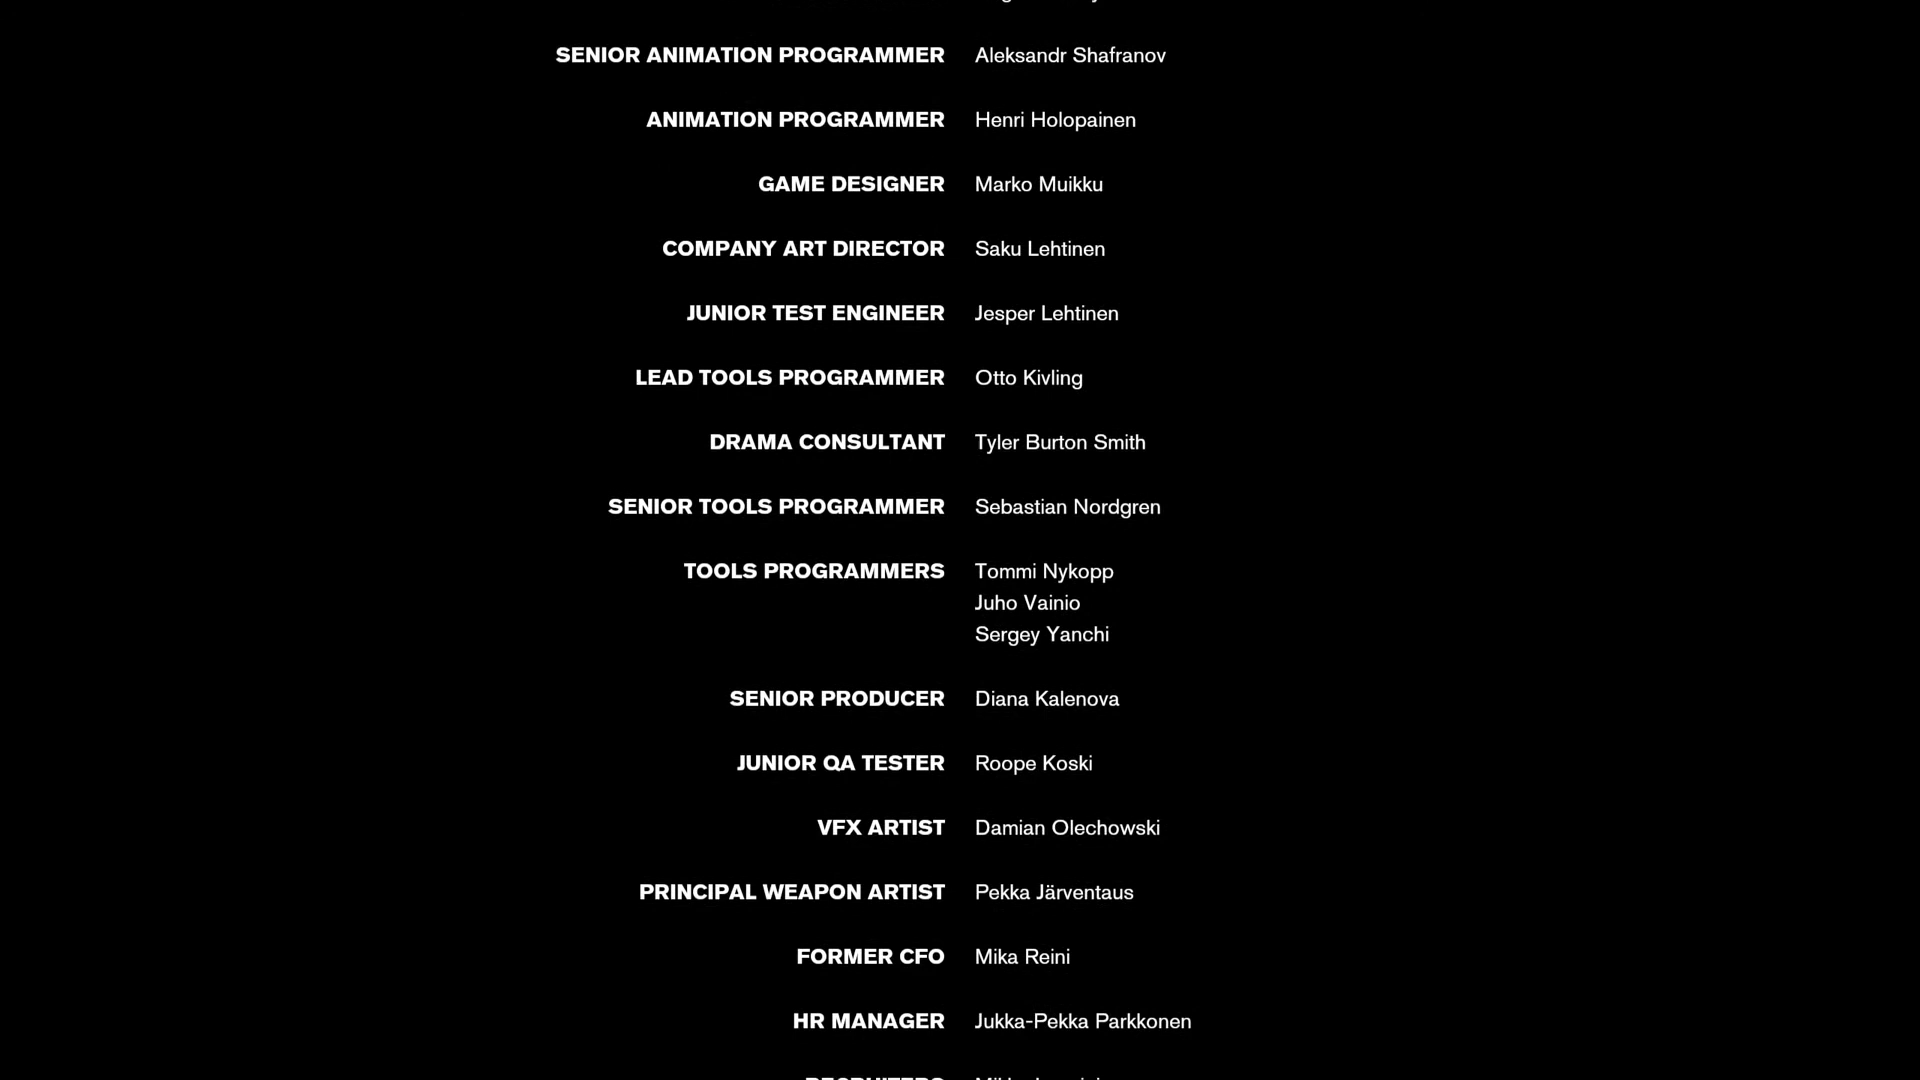 SENIOR ANIMATION PROGRAMMER Aleksandr Shafranov
ANIMATION PROGRAMMER Henri Holopainen
GAME DESIGNER Marko Muikku
COMPANY ART DIRECTOR Saku Lehtinen
JUNIOR TEST ENGINEER Jesper Lehtinen
LEAD TOOLS PROGRAMMER Otto Kivling
DRAMA CONSULTANT Tyler Burton Smith
SENIOR TOOLS PROGRAMMER Sebastian Nordgren
TOOLS PROGRAMMERS Tommi Nykopp
Juho Vainio
Sergey Yanchi
SENIOR PRODUCER Diana Kalenova
JUNIOR QA TESTER Roope Koski
VFX ARTIST Damian Olechowski
PRINCIPAL WEAPON ARTIST Pekka Järventaus
FORMER CFO Mika Reini
HR MANAGER Jukka-Pekka Parkkonen
RECRUITERS